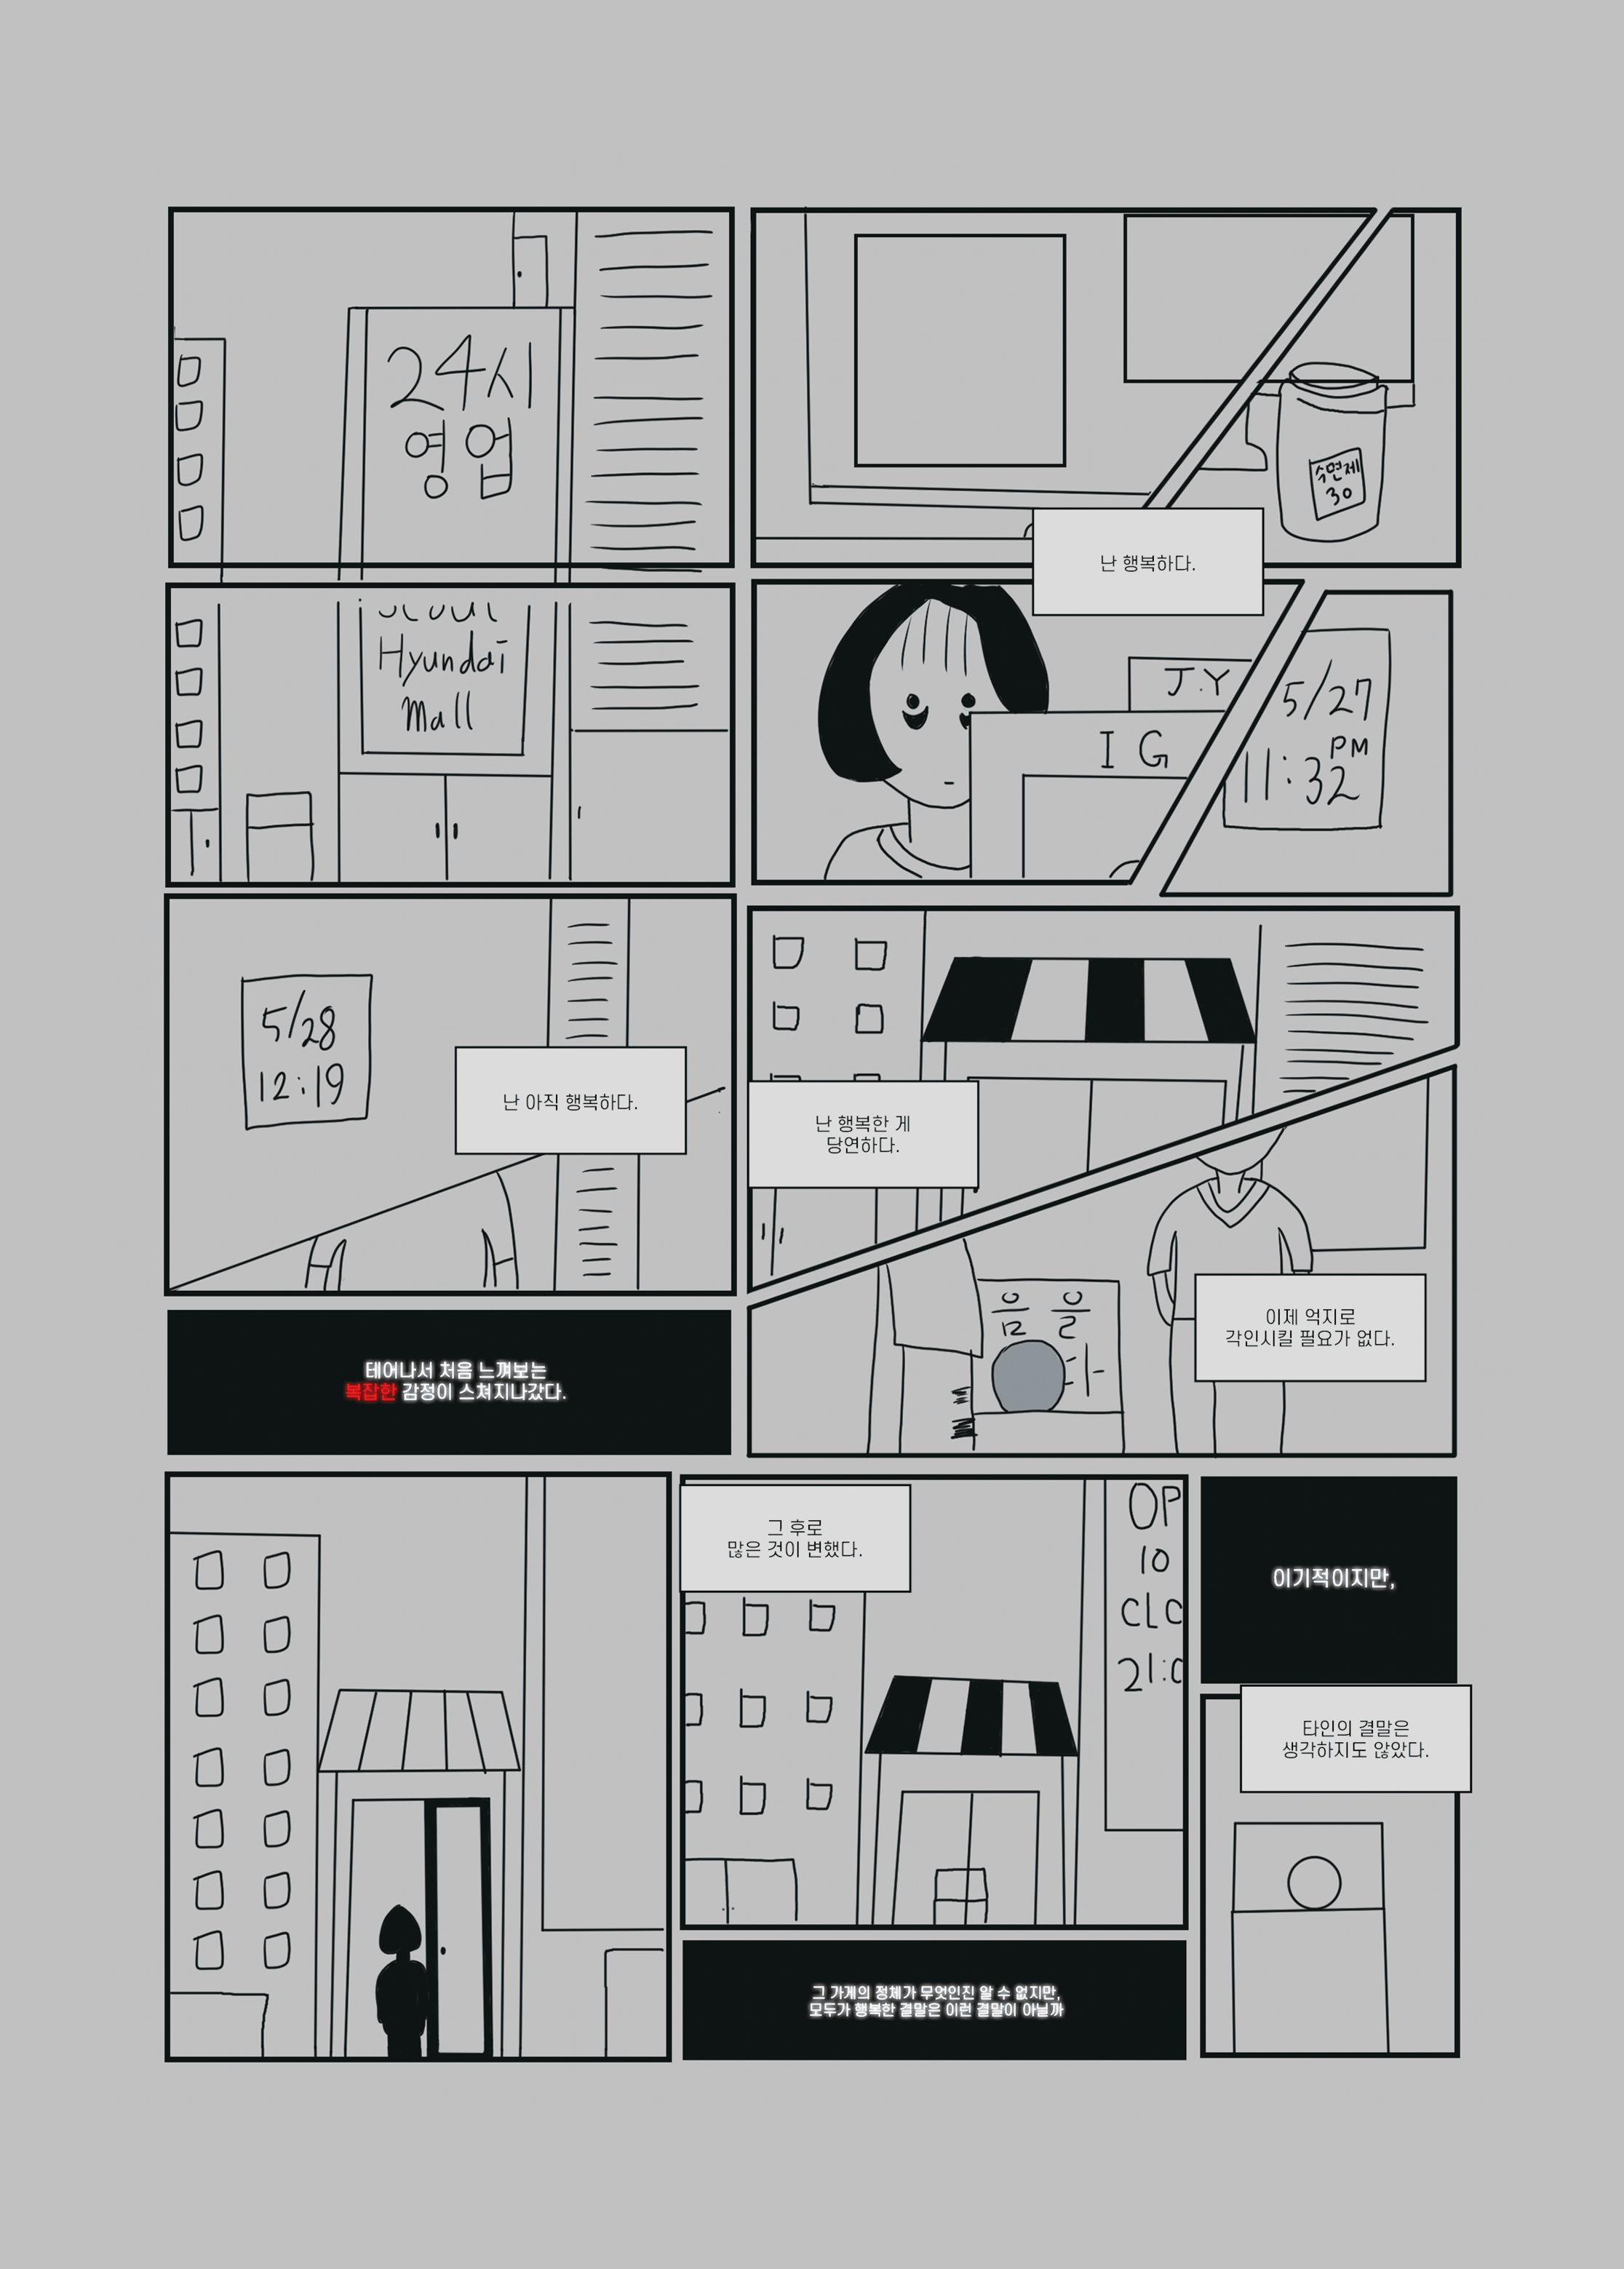 24시
영업
수면제
30
난 행복하다.
Hyundai
Mall
J.Y
IG
5/27
PM
11:32
5/28
12:19
난 아직 행복하다.
난 행복한 게
당연하다.
이제 억지로
각인시킬 필요가 없다.
테어나서 처음 느껴보는
복잡한 감정이 스쳐지나갔다.
그 후로
많은 것이 변했다.
OP
10
CLO
21:0
이기적이지만,
타인의 결말은
생각하지도 않았다.
그 가게의 정체가 무엇인진 알 수 없지만,
모두가 행복한 결말은 이런 결말이 아닐까